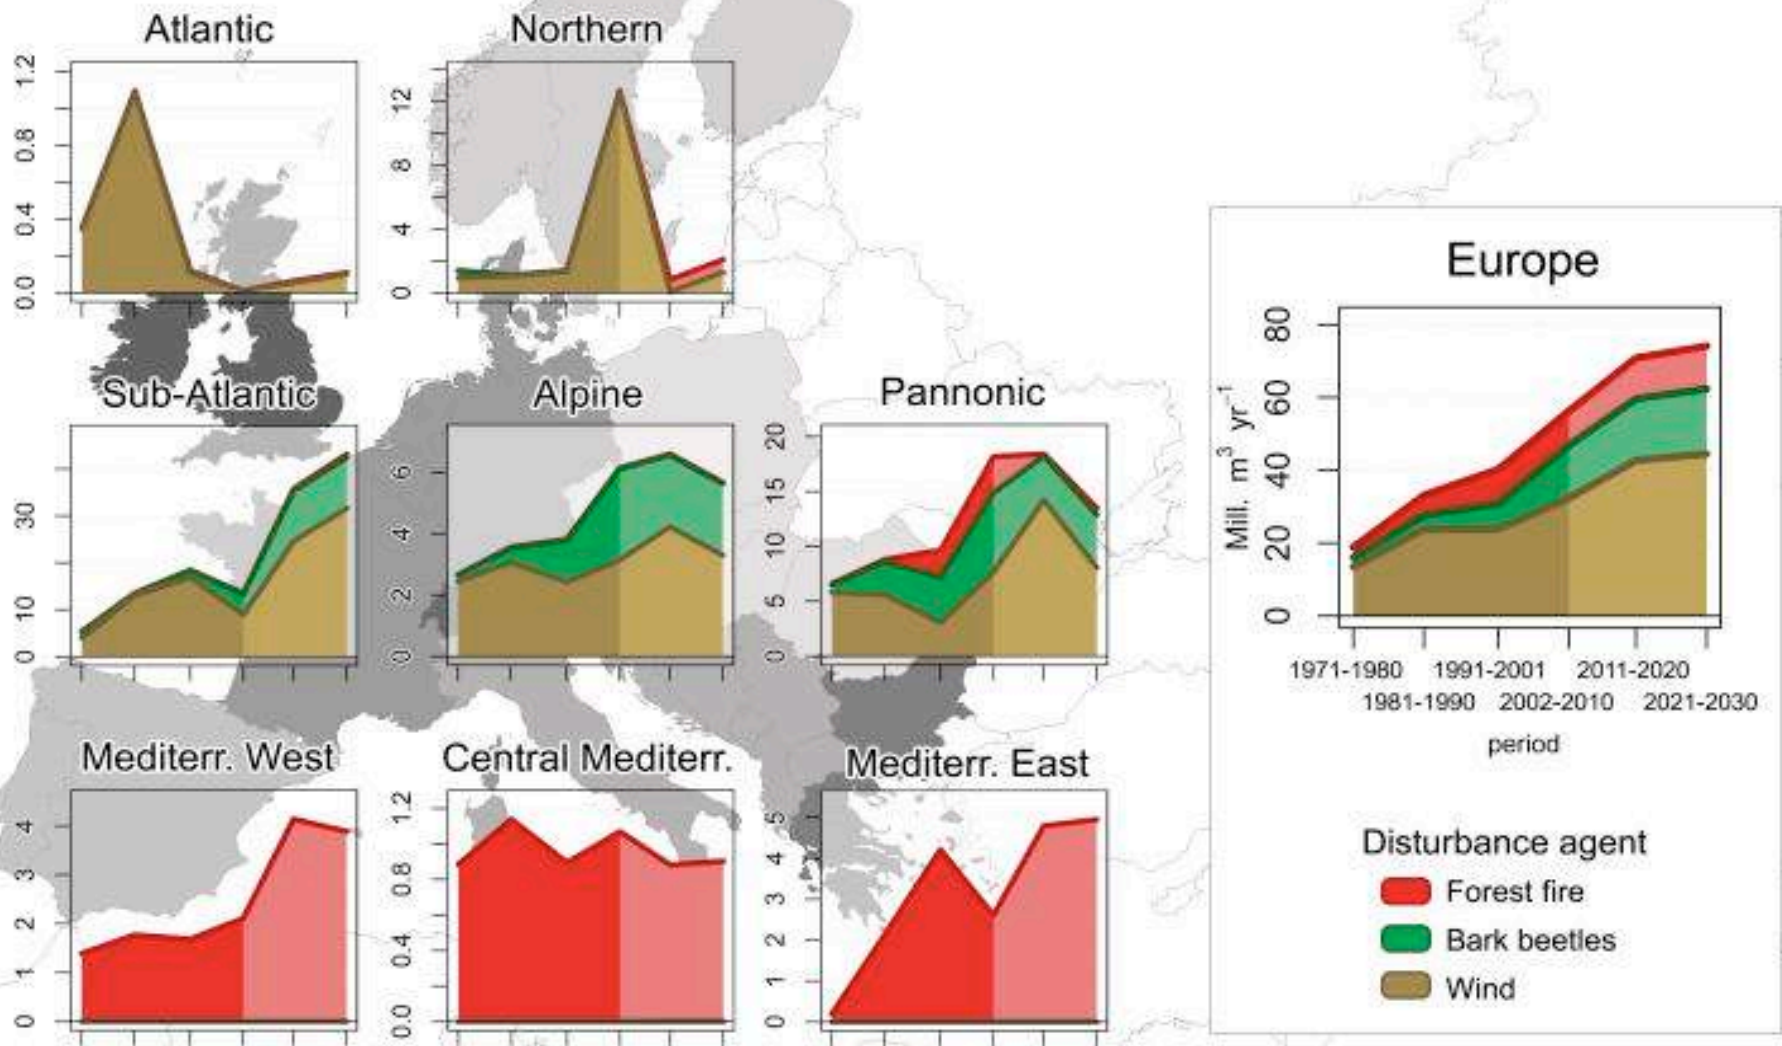 Atlantic
1.2
0.8
0.4
0.0
Northern
12
8
4
0
Sub-Atlantic
30
10
0
Alpine
6
4
2
0
Pannonic
20
15
10
5
0
Mediterr. West
4
3
2
1
0
Central Mediterr.
1.2
0.8
0.4
0.0
Mediterr. East
5
4
3
2
1
0
Europe
Mill. m³ yr⁻¹
80
60
40
20
0
1971-1980 1991-2001 2011-2020
1981-1990 2002-2010 2021-2030
period
Disturbance agent
Forest fire
Bark beetles
Wind